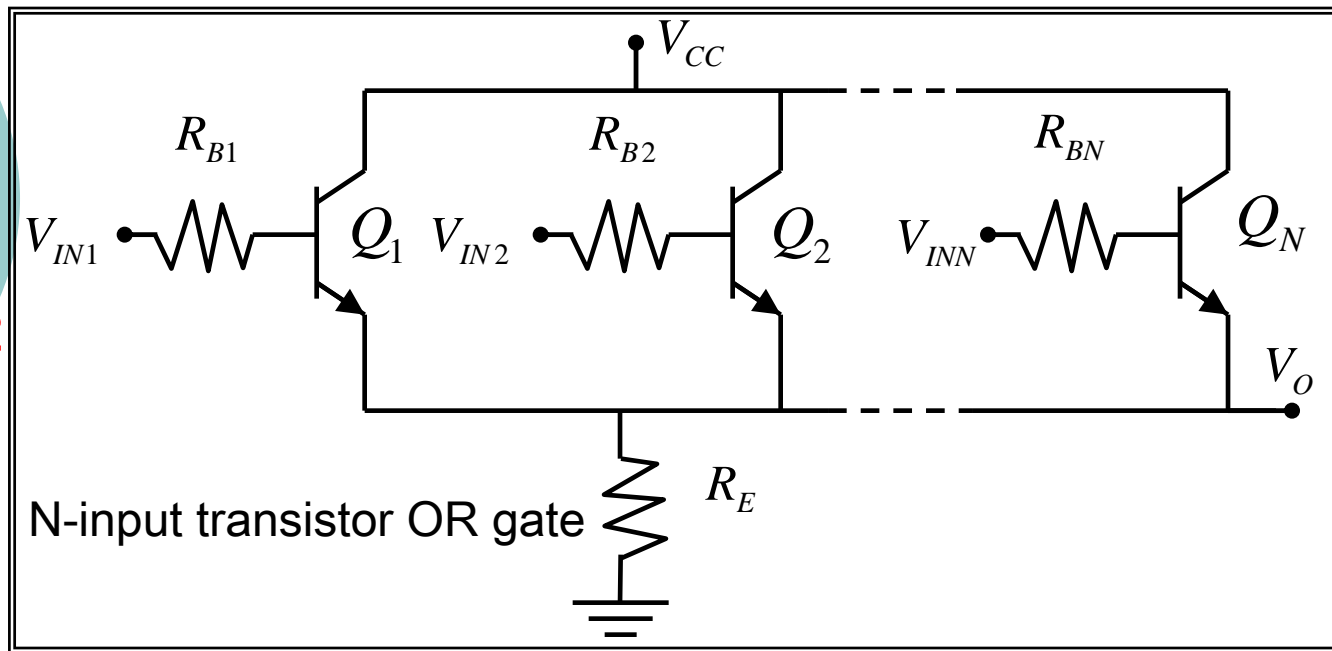 V_CC
R_B1
R_B2
R_BN
V_IN1
Q_1
V_IN2
Q_2
V_INN
Q_N
V_O
R_E
N-input transistor OR gate